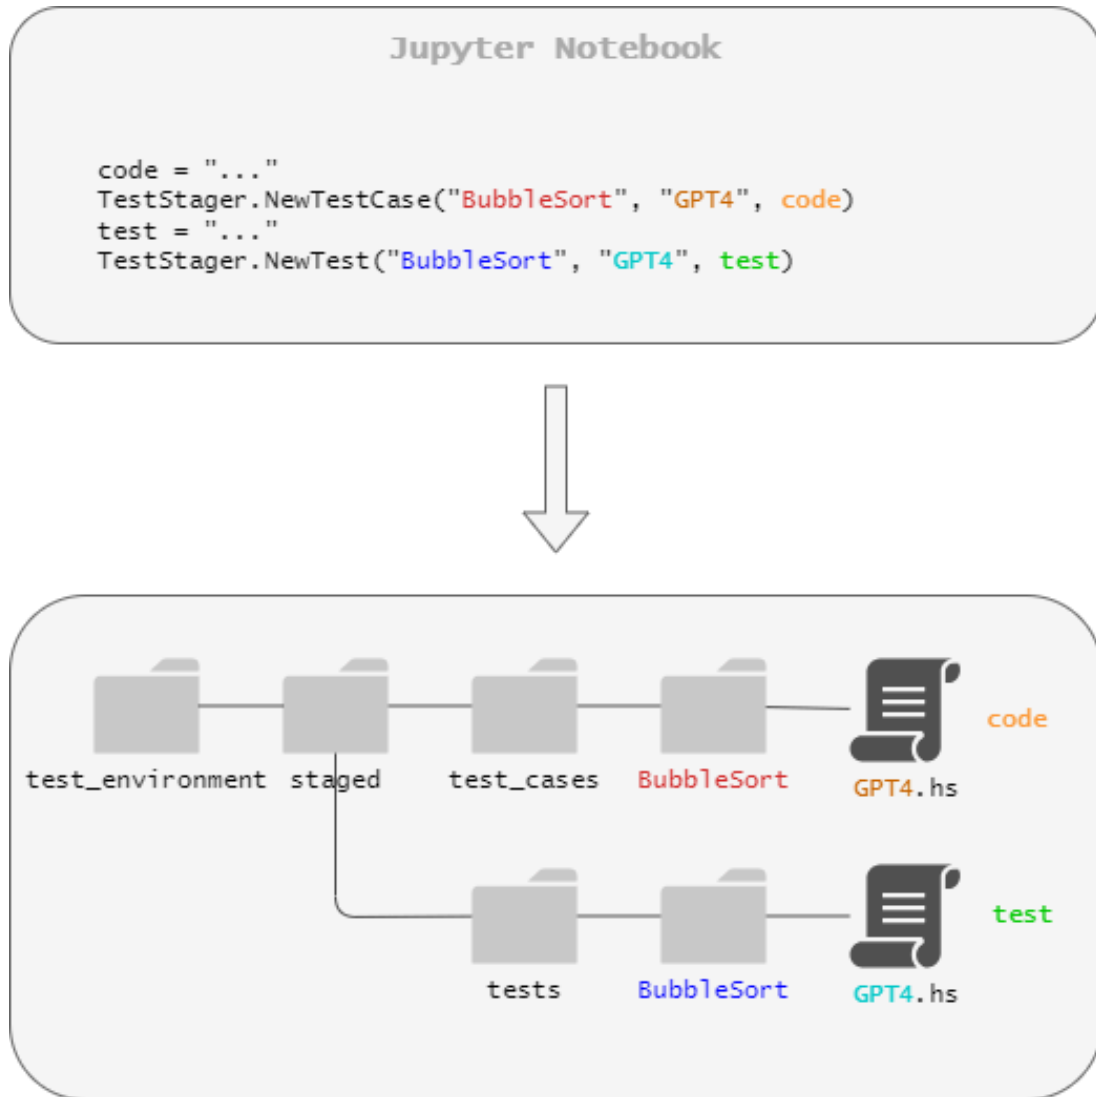 Jupyter Notebook
code = "..."
TestStager.NewTestCase("BubbleSort", "GPT4", code)
test = "..."
TestStager.NewTest("BubbleSort", "GPT4", test)
code
test_environment staged test_cases BubbleSort GPT4.hs
test
tests BubbleSort GPT4.hs